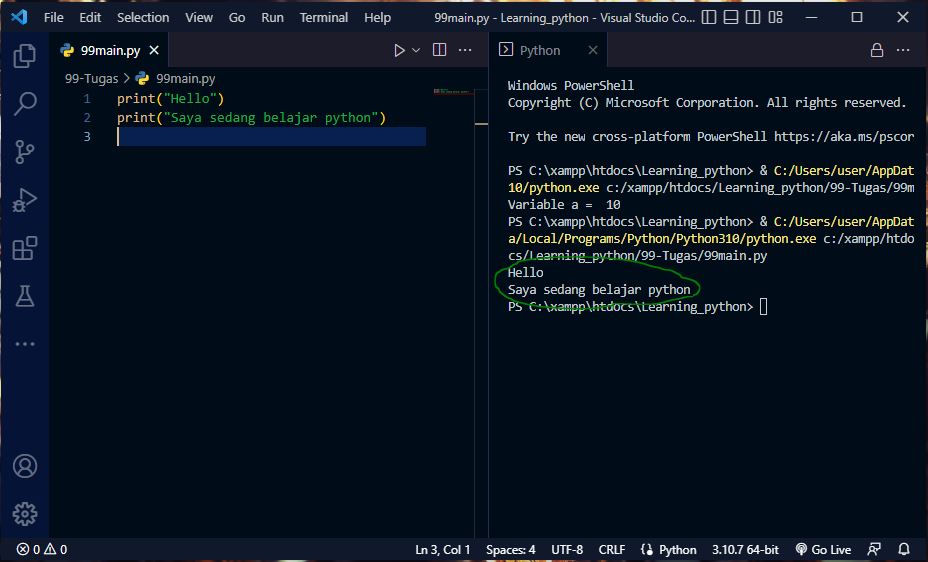 File Edit Selection View Go Run Terminal Help 99main.py - Learning_python - Visual Studio Co...
99main.py
99-Tugas > 99main.py
1 print("Hello")
2 print("Saya sedang belajar python")
3
Python
Windows PowerShell
Copyright (C) Microsoft Corporation. All rights reserved.
Try the new cross-platform PowerShell https://aka.ms/pscor
PS C:\xampp\htdocs\Learning_python> & C:/Users/user/AppDat
10/python.exe c:/xampp/htdocs/Learning_python/99-Tugas/99m
Variable a =  10
PS C:\xampp\htdocs\Learning_python> & C:/Users/user/AppDat
a/Local/Programs/Python/Python310/python.exe c:/xampp/htdo
cs/Learning_python/99-Tugas/99main.py
Hello
Saya sedang belajar python
PS C:\xampp\htdocs\Learning_python>
0 0 Ln 3, Col 1 Spaces: 4 UTF-8 CRLF Python 3.10.7 64-bit Go Live